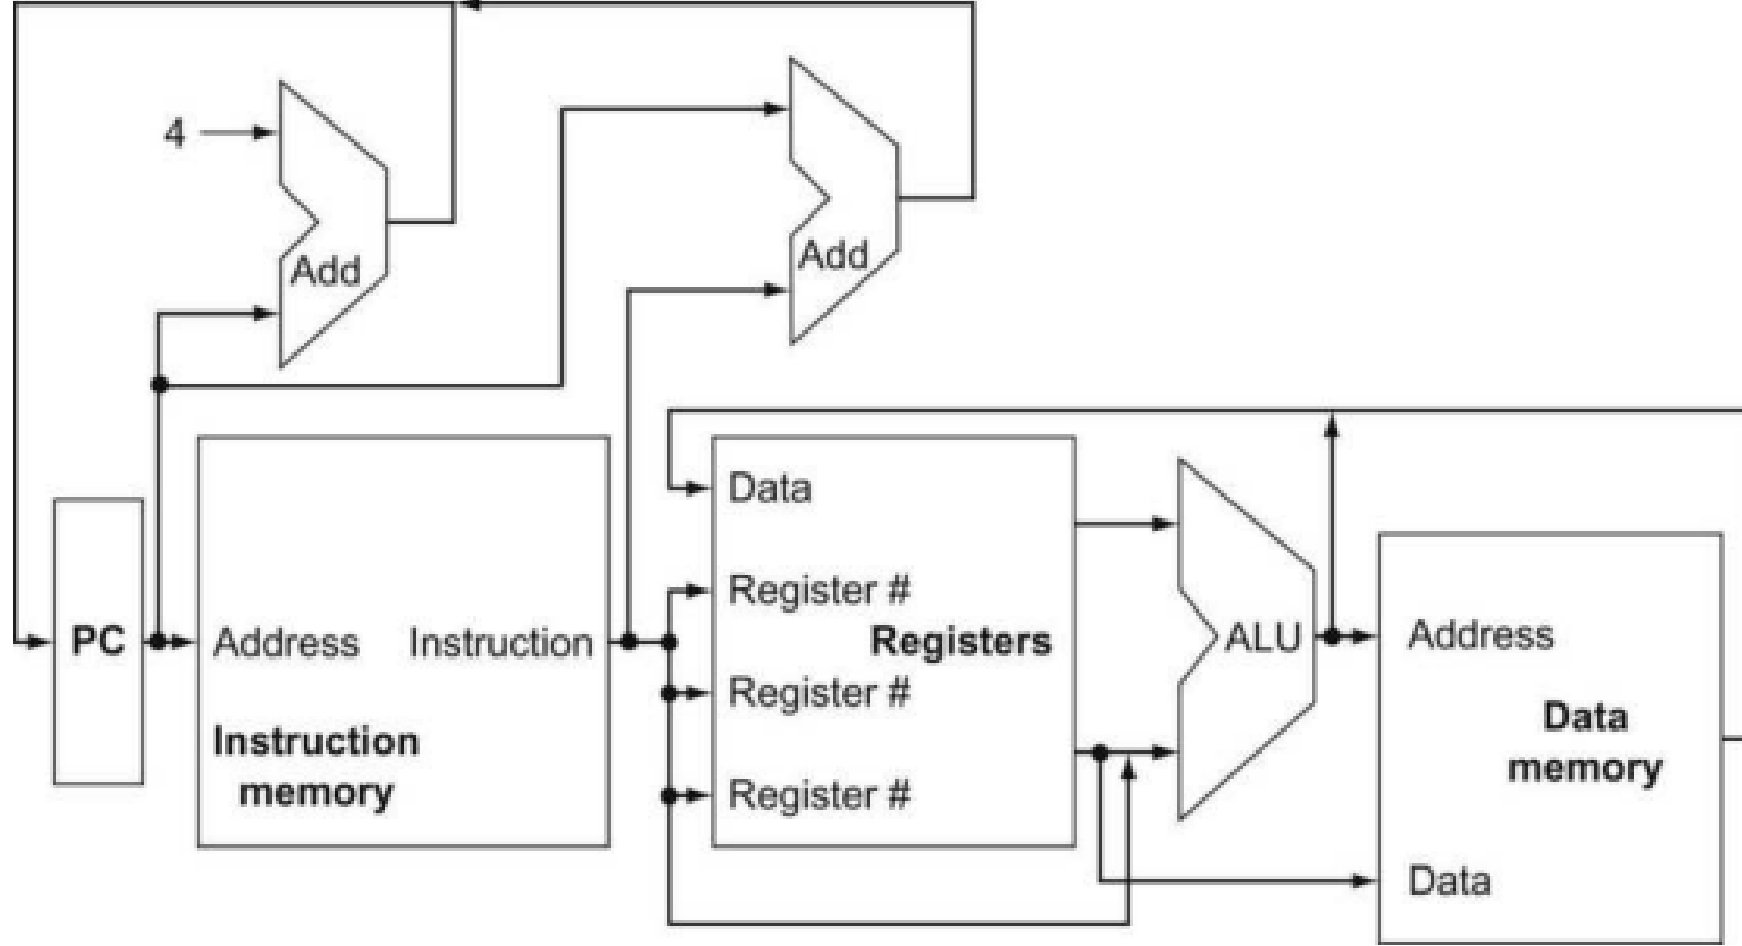 4
Add
Add
Data
Register #
PC
Address
Instruction
Registers
ALU
Address
Register #
Instruction
memory
Data
memory
Register #
Data